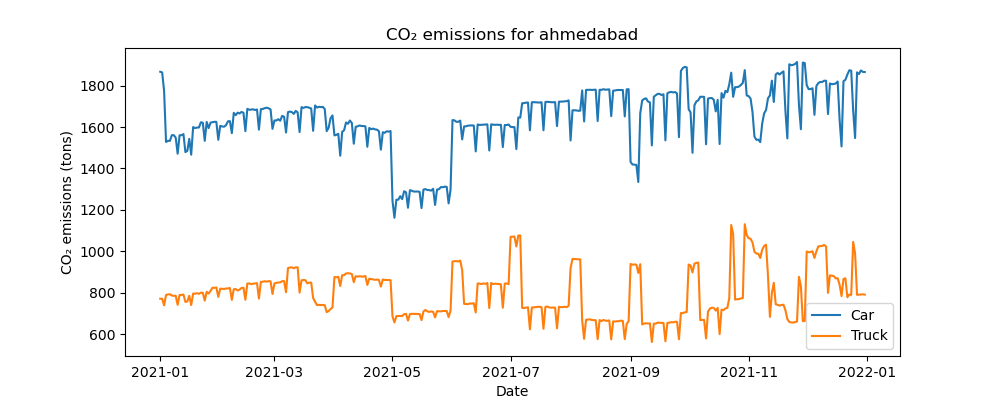 CO₂ emissions for ahmedabad
CO₂ emissions (tons)
1800
1600
1400
1200
1000
800
600
Car
Truck
2021-01
2021-03
2021-05
2021-07
2021-09
2021-11
2022-01
Date